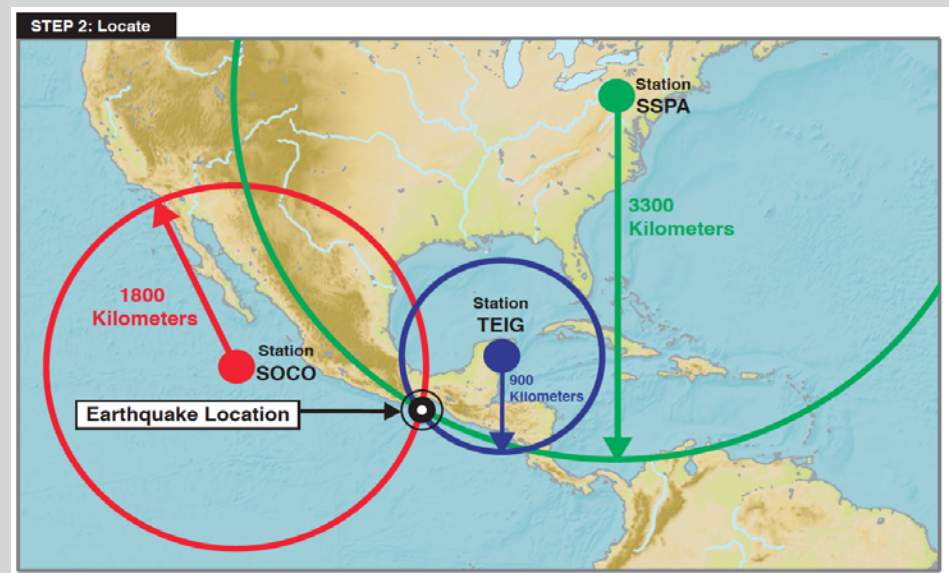 STEP 2: Locate
Station
SSPA
3300
Kilometers
1800
Kilometers
Station
TEIG
Station
SOCO
900
Kilometers
Earthquake Location